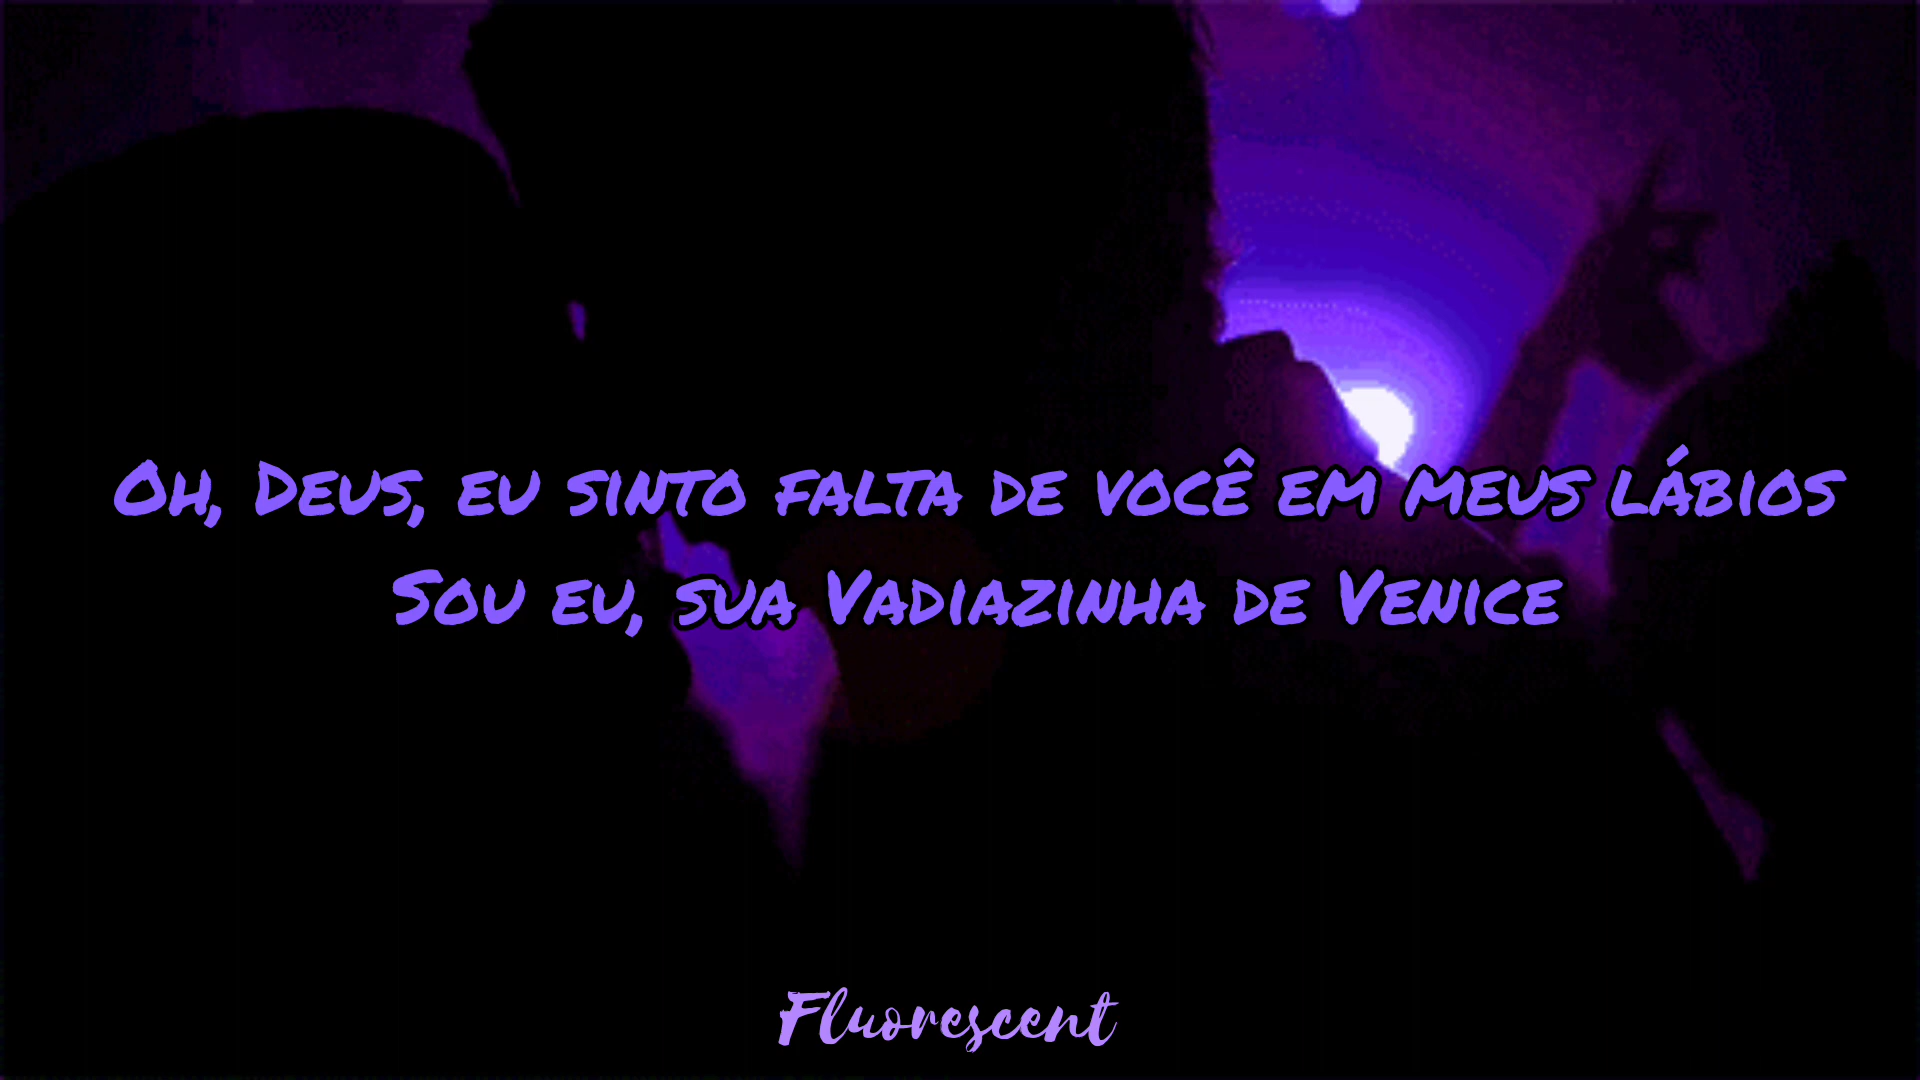 Oh, Deus, eu sinto falta de você em meus lábios
Sou eu, sua Vadiazinha de Venice
Fluorescent